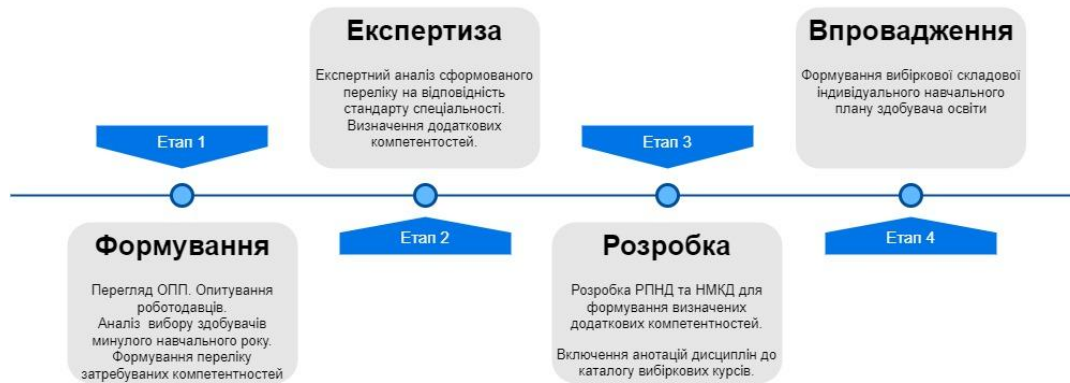 Етап 1
Формування
Перегляд ОПП. Опитування
роботодавців.
Аналіз вибору здобувачів
минулого навчального року.
Формування переліку
затребуваних компетентностей
Експертиза
Експертний аналіз сформованого
переліку на відповідність
стандарту спеціальності.
Визначення додаткових
компетентостей.
Етап 2
Етап 3
Розробка
Розробка РПНД та НМКД для
формування визначених
додаткових компетентностей.
Включення анотацій дисциплін до
каталогу вибіркових курсів.
Впровадження
Формування вибіркової складової
індивідуального навчального
плану здобувача освіти
Етап 4